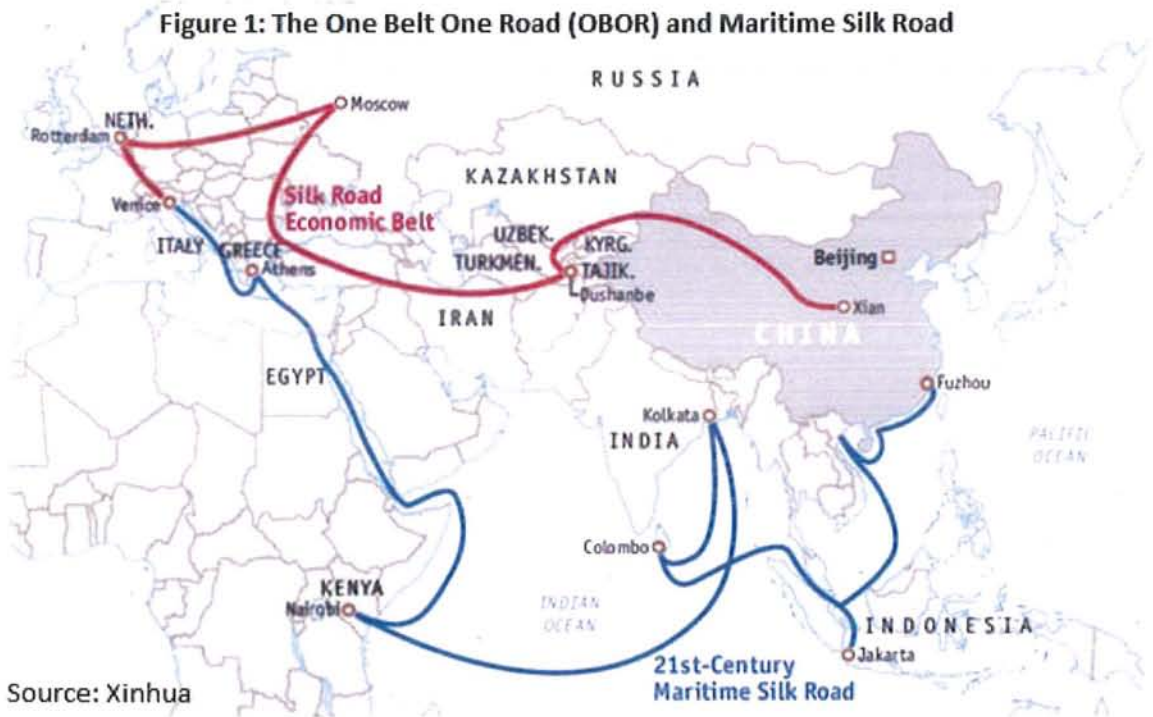 Figure 1: The One Belt One Road (OBOR) and Maritime Silk Road
RUSSIA
Moscow
NETH.
Rotterdam
KAZAKHSTAN
Venice
Silk Road
Economic Belt
UZBEK.
KYRG.
ITALY
GREECE
Athens
TURKMEN.
TAJIK.
Dushanbe
Beijing
Xian
IRAN
CHINA
EGYPT
Fuzhou
Kolkata
INDIA
PACIFIC
OCEAN
Colombo
KENYA
Nairobi
INDIAN
OCEAN
INDONESIA
Jakarta
21st-Century
Maritime Silk Road
Source: Xinhua